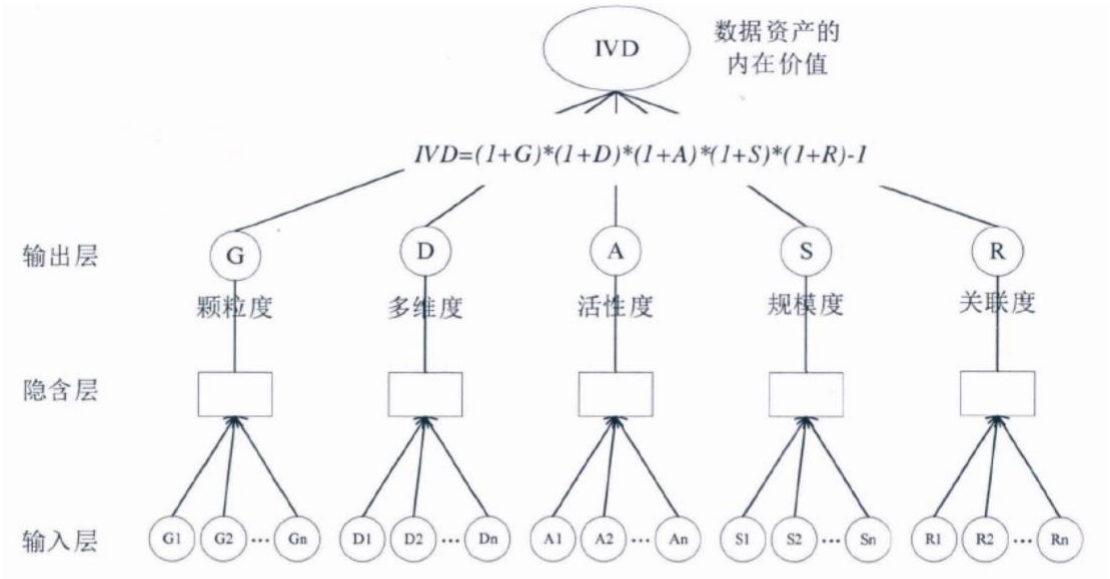 IVD
数据资产的
内在价值
IVD=(1+G)*(1+D)*(1+A)*(1+S)*(1+R)-1
输出层 G D A S R
颗粒度 多维度 活性度 规模度 关联度
隐含层
输入层 G1 G2 ... Gn D1 D2 ... Dn A1 A2 ... An S1 S2 ... Sn R1 R2 ... Rn